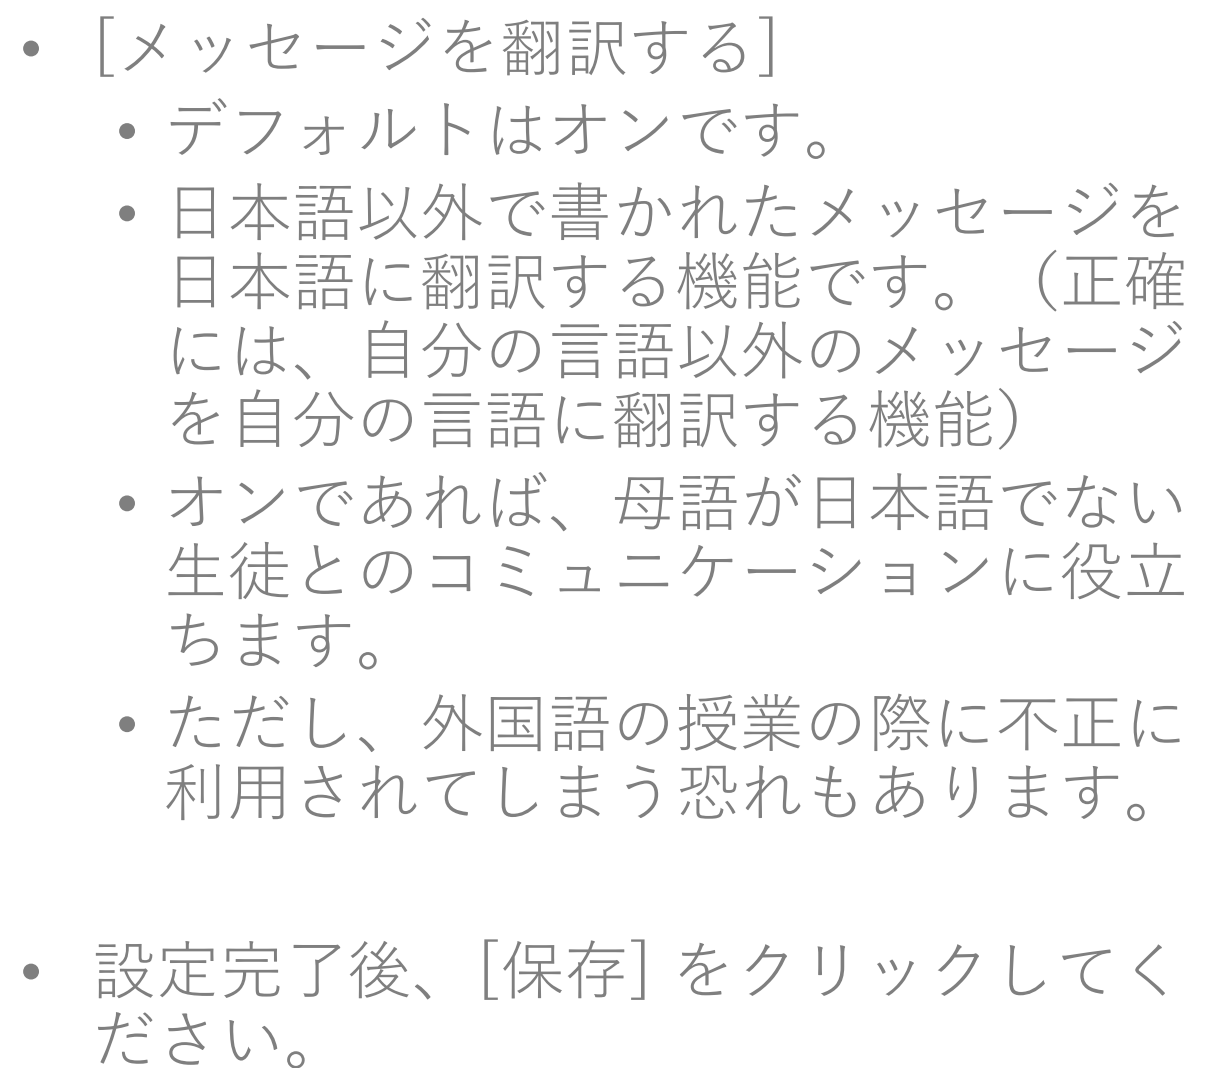 • [メッセージを翻訳する]
• デフォルトはオンです。
• 日本語以外で書かれたメッセージを
日本語に翻訳する機能です。（正確
には、自分の言語以外のメッセージ
を自分の言語に翻訳する機能）
• オンであれば、母語が日本語でない
生徒とのコミュニケーションに役立
ちます。
• ただし、外国語の授業の際に不正に
利用されてしまう恐れもあります。
• 設定完了後、[保存] をクリックしてく
ださい。